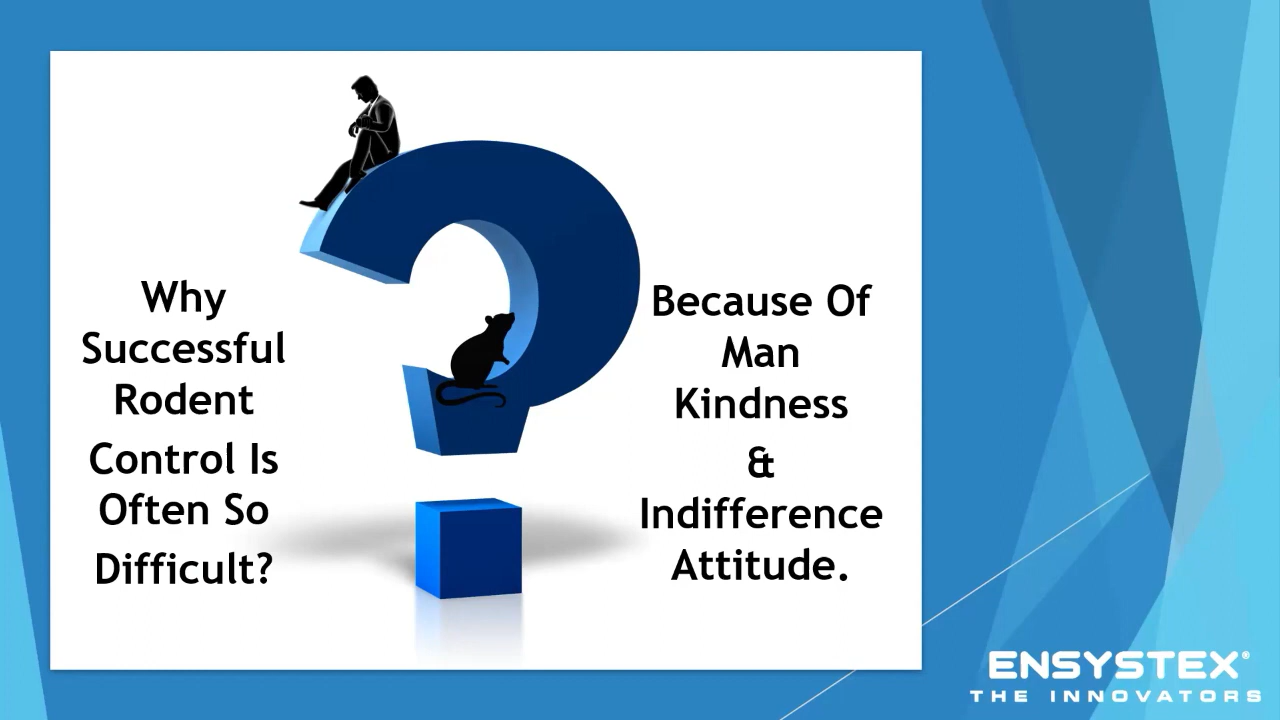 Why
Successful
Rodent
Control Is
Often So
Difficult?
Because Of
Man
Kindness
&
Indifference
Attitude.
ENSYSTEX®
THE INNOVATORS